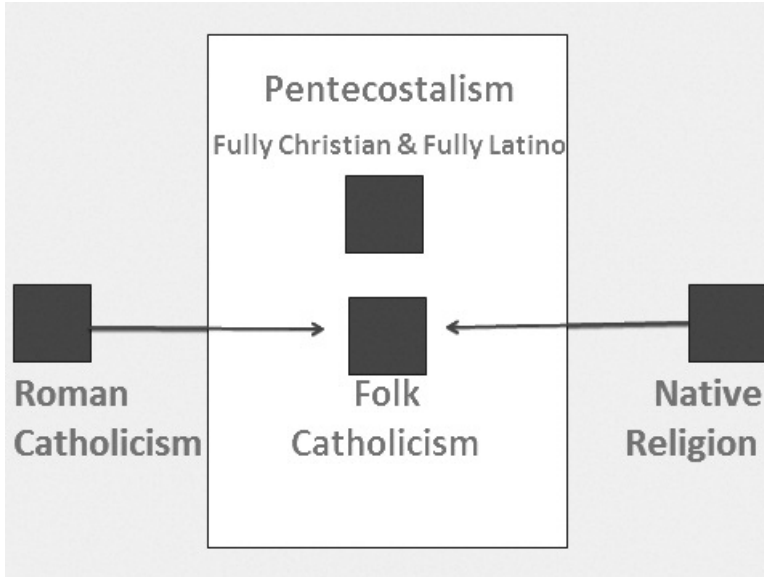 Pentecostalism
Fully Christian & Fully Latino
Roman
Catholicism
Folk
Catholicism
Native
Religion